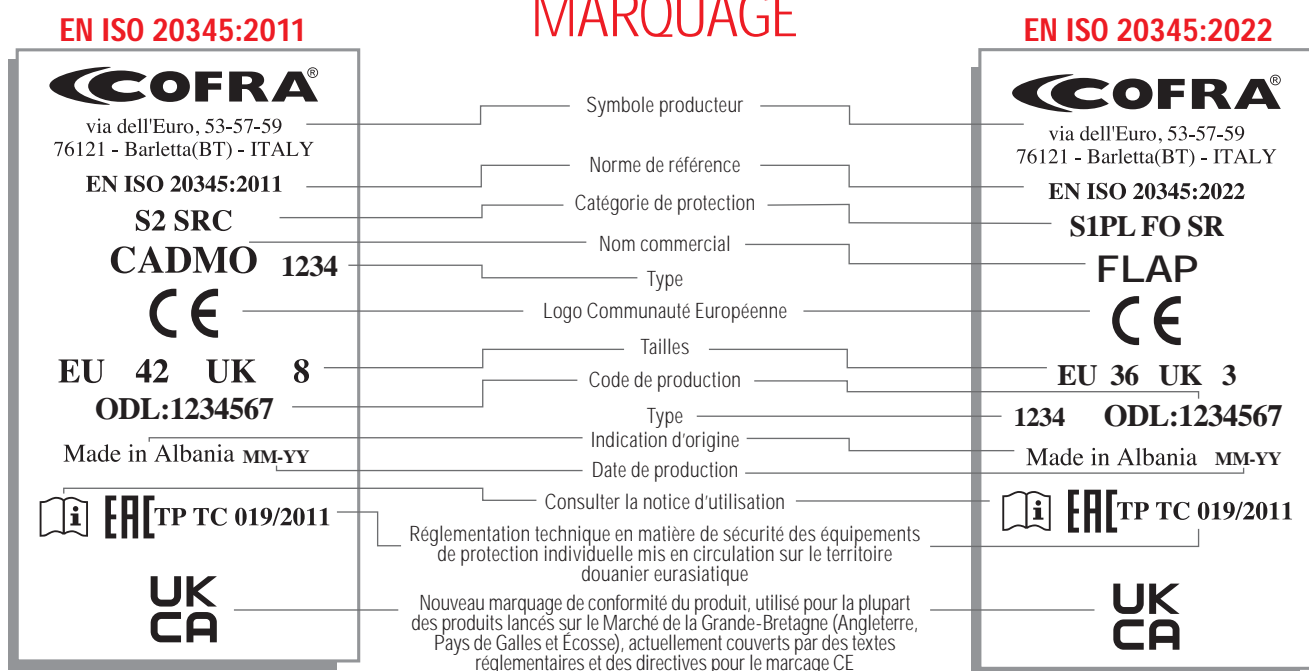 MARQUAGE
EN ISO 20345:2011
COFRA®
via dell'Euro, 53-57-59
76121 - Barletta(BT) - ITALY
EN ISO 20345:2011
S2 SRC
CADMO 1234
CE
EU 42 UK 8
ODL:1234567
Made in Albania MM-YY
i EAC TP TC 019/2011
UK
CA
Symbole producteur
Norme de référence
Catégorie de protection
Nom commercial
Type
Logo Communauté Européenne
Tailles
Code de production
Type
Indication d'origine
Date de production
Consulter la notice d'utilisation
Réglementation technique en matière de sécurité des équipements
de protection individuelle mis en circulation sur le territoire
douanier eurasiatique
Nouveau marquage de conformité du produit, utilisé pour la plupart
des produits lancés sur le Marché de la Grande-Bretagne (Angleterre,
Pays de Galles et Écosse), actuellement couverts par des textes
réglementaires et des directives pour le marcage CE
EN ISO 20345:2022
COFRA®
via dell'Euro, 53-57-59
76121 - Barletta(BT) - ITALY
EN ISO 20345:2022
S1PL FO SR
FLAP
CE
EU 36 UK 3
1234 ODL:1234567
Made in Albania MM-YY
i EAC TP TC 019/2011
UK
CA